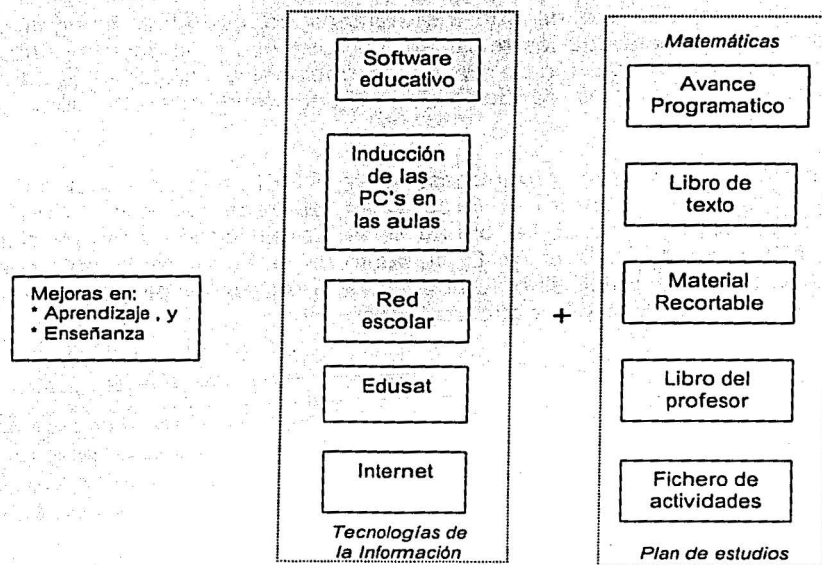 Mejoras en:
* Aprendizaje , y
* Enseñanza
Software
educativo
Inducción
de las
PC's en
las aulas
Red
escolar
Edusat
Internet
Tecnologías de
la Información
+
Matemáticas
Avance
Programatico
Libro de
texto
Material
Recortable
Libro del
profesor
Fichero de
actividades
Plan de estudios